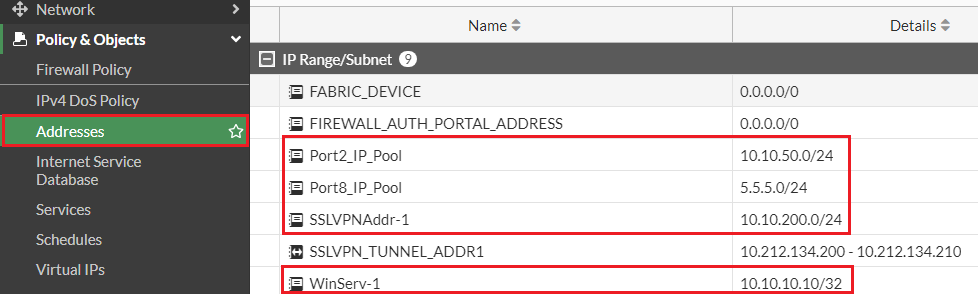 Network
Policy & Objects
Firewall Policy
IPv4 DoS Policy
Addresses
Internet Service
Database
Services
Schedules
Virtual IPs
Name Details
IP Range/Subnet 9
FABRIC_DEVICE 0.0.0.0/0
FIREWALL_AUTH_PORTAL_ADDRESS 0.0.0.0/0
Port2_IP_Pool 10.10.50.0/24
Port8_IP_Pool 5.5.5.0/24
SSLVPNAddr-1 10.10.200.0/24
SSLVPN_TUNNEL_ADDR1 10.212.134.200 - 10.212.134.210
WinServ-1 10.10.10.10/32